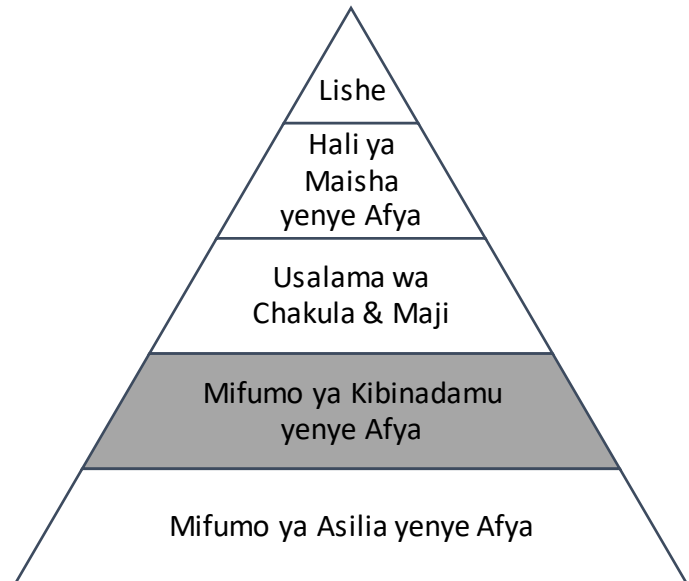 Lishe
Hali ya
Maisha
yenye Afya
Usalama wa
Chakula & Maji
Mifumo ya Kibinadamu
yenye Afya
Mifumo ya Asilia yenye Afya